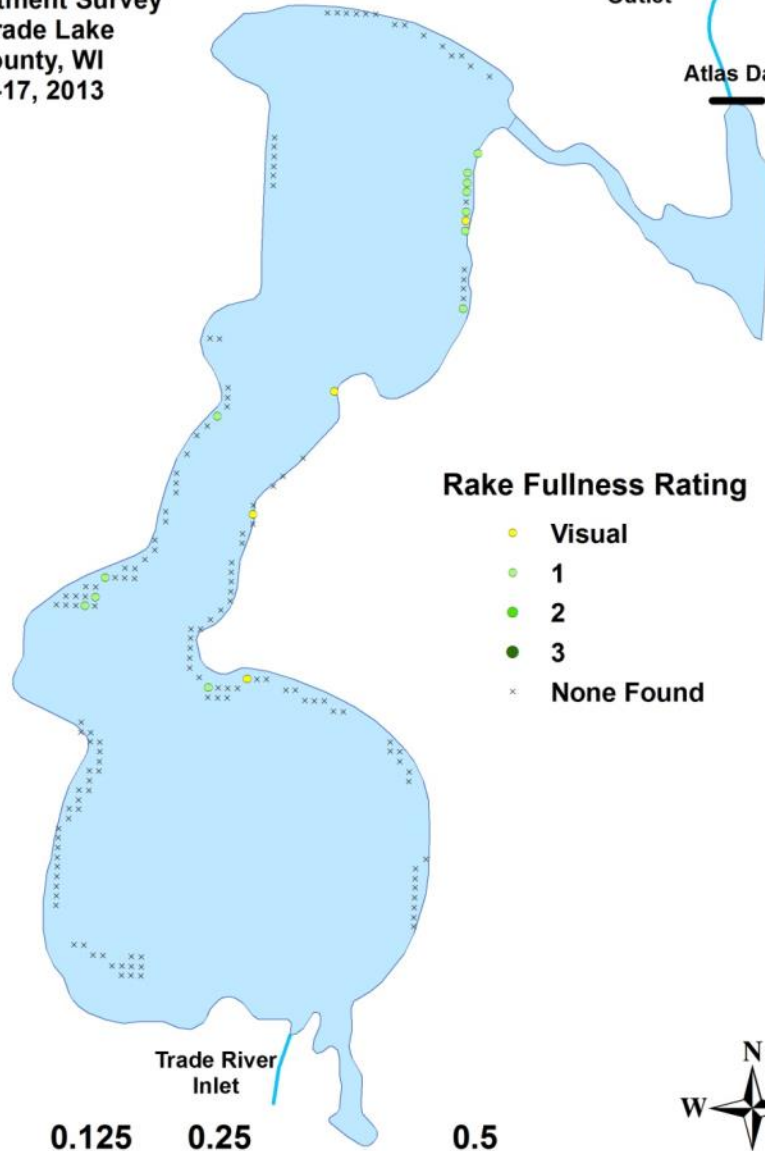 tment Survey
rade Lake
ounty, WI
-17, 2013
Outlet
Atlas Da
Rake Fullness Rating
Visual
1
2
3
None Found
Trade River
Inlet
N
W
0.125 0.25 0.5